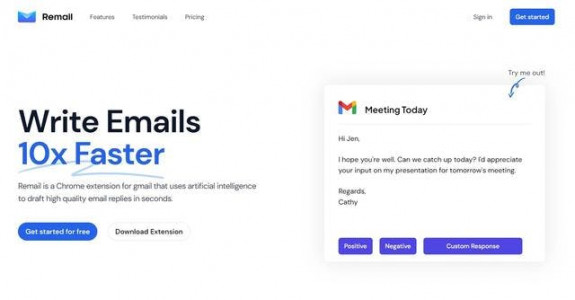 Remail
Features
Testimonials
Pricing
Sign in
Get started
Try me out!
Write Emails
10x Faster
Remail is a Chrome extension for gmail that uses artificial intelligence
to draft high quality email replies in seconds.
Get started for free
Download Extension
Meeting Today
Hi Jen,
I hope you're well. Can we catch up today? I'd appreciate
your input on my presentation for tomorrow's meeting.
Regards,
Cathy
Positive
Negative
Custom Response